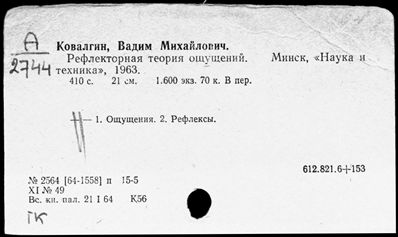 А
2744
Ковалгин, Вадим Михайлович.
Рефлекторная теория ощущений. Минск, «Наука и
техника», 1963.
410 с. 21 см. 1.600 экз. 70 к. В пер.
1. Ощущения. 2. Рефлексы.
612.821.6+153
№ 2564 [64-1558] п 15-5
XI № 49
Вс. кн. пал. 21 I 64 К56
ГК